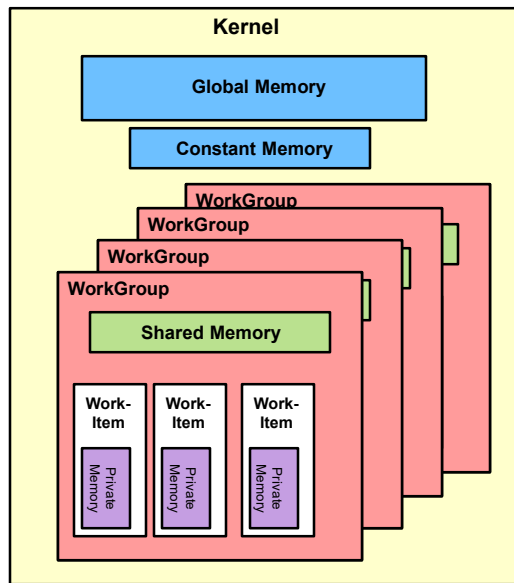 Kernel
Global Memory
Constant Memory
WorkGroup
WorkGroup
WorkGroup
WorkGroup
Shared Memory
Work-
Item
Private
Memory
Work-
Item
Private
Memory
Work-
Item
Private
Memory